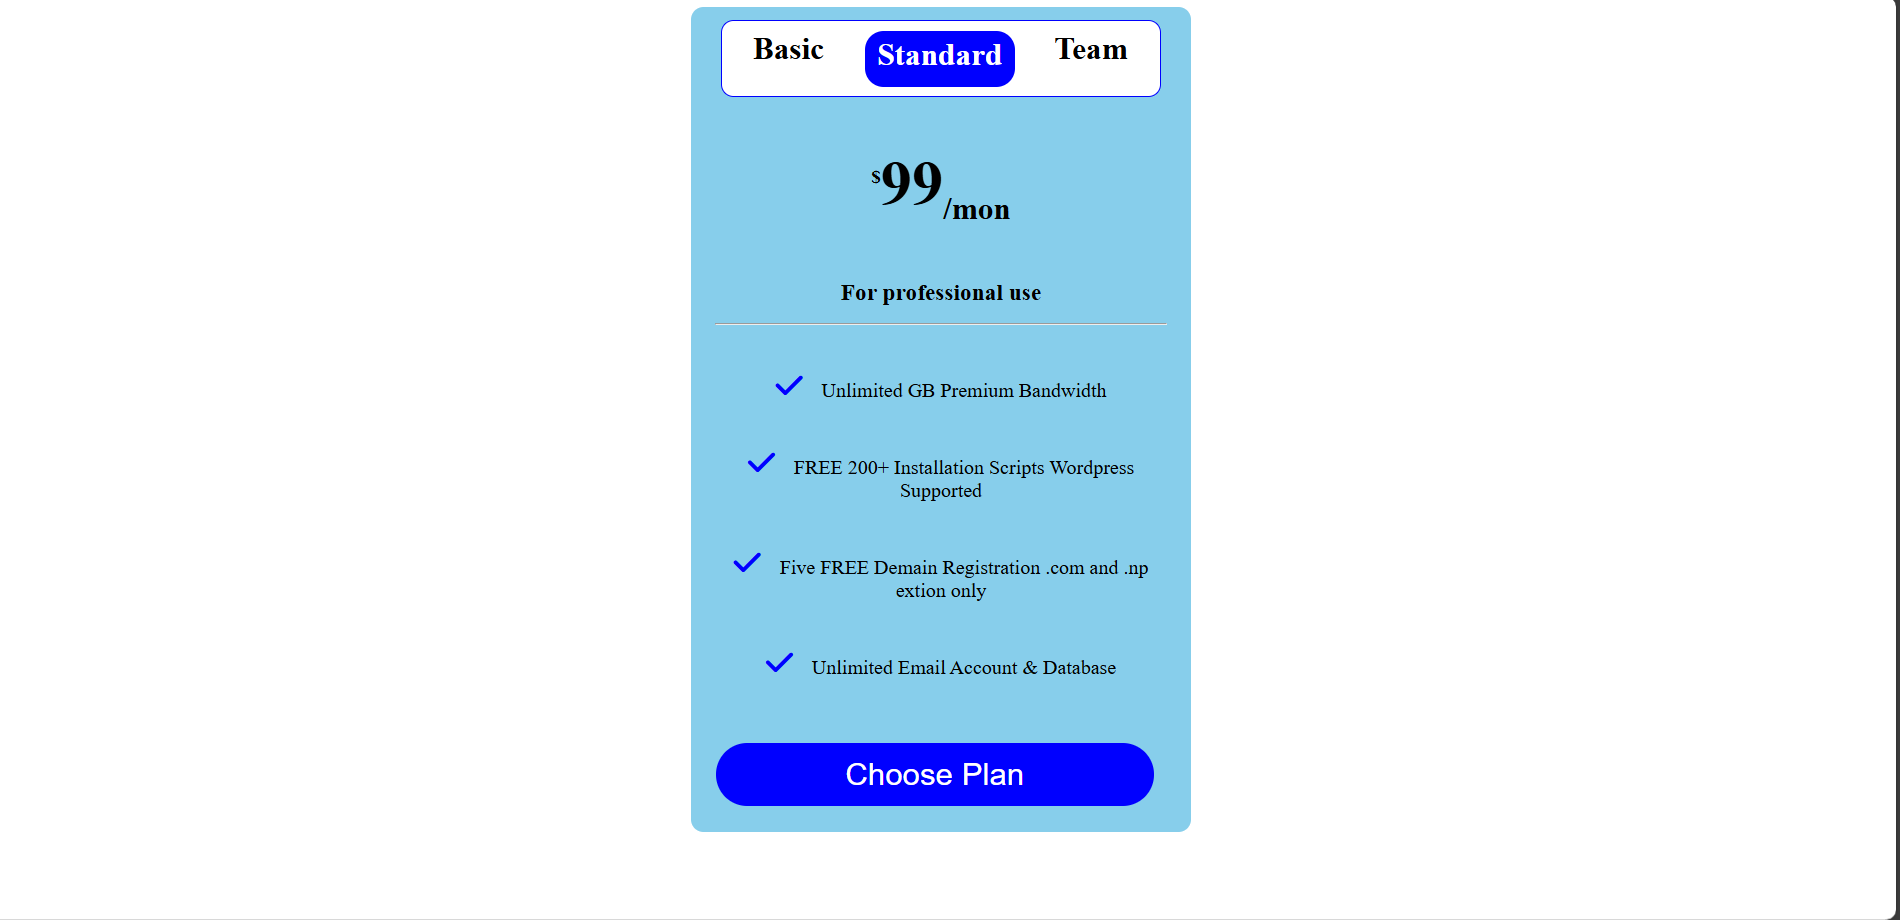 Basic Standard Team
$99/mon
For professional use
Unlimited GB Premium Bandwidth
FREE 200+ Installation Scripts Wordpress
Supported
Five FREE Demain Registration .com and .np
extion only
Unlimited Email Account & Database
Choose Plan